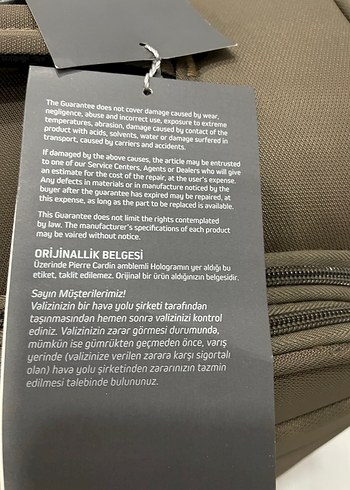 The Guarantee does not cover damage caused by wear,
negligence, abuse and incorrect use, exposure to extreme
temperatures, abrasion, damage caused by contact of the
product with acids, solvents, water or damage surfered in
transport, caused by carriers and accidents.
If damaged by the above causes, the article may be entrusted
to one of our Service Centers, Agents or Dealers who will give
an estimate for the cost of the repair, at the user's expense.
Any defects in materials or in manufacture noticed by the
buyer after the guarantee has expired may be repaired, at
this expense, as long as the part to be replaced is available.
This Guarantee does not limit the rights contemplated
by law. The manufacturer's specifications of each product
may be vaired without notice.
ORİJİNALLİK BELGESİ
Üzerinde Pierre Cardin amblemli Hologramın yer aldığı bu
etiket, taklit edilemez. Orijinal bir ürün aldığınızın belgesidir.
Sayın Müşterilerimiz!
Valizinizin bir hava yolu şirketi tarafından
taşınmasından hemen sonra valizinizi kontrol
ediniz. Valizinizin zarar görmesi durumunda,
mümkün ise gümrükten geçmeden önce, varış
yerinde (valizinize verilen zarara karşı sigortalı
olan) hava yolu şirketinden zararınızın tazmin
edilmesi talebinde bulununuz.